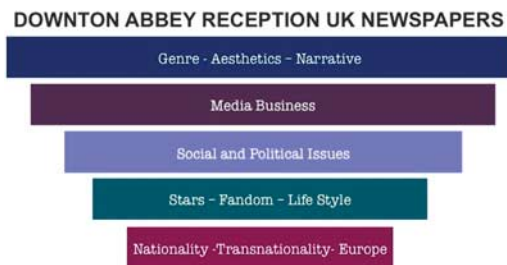 DOWNTON ABBEY RECEPTION UK NEWSPAPERS
Genre - Aesthetics – Narrative
Media Business
Social and Political Issues
Stars – Fandom – Life Style
Nationality -Transnationality- Europe